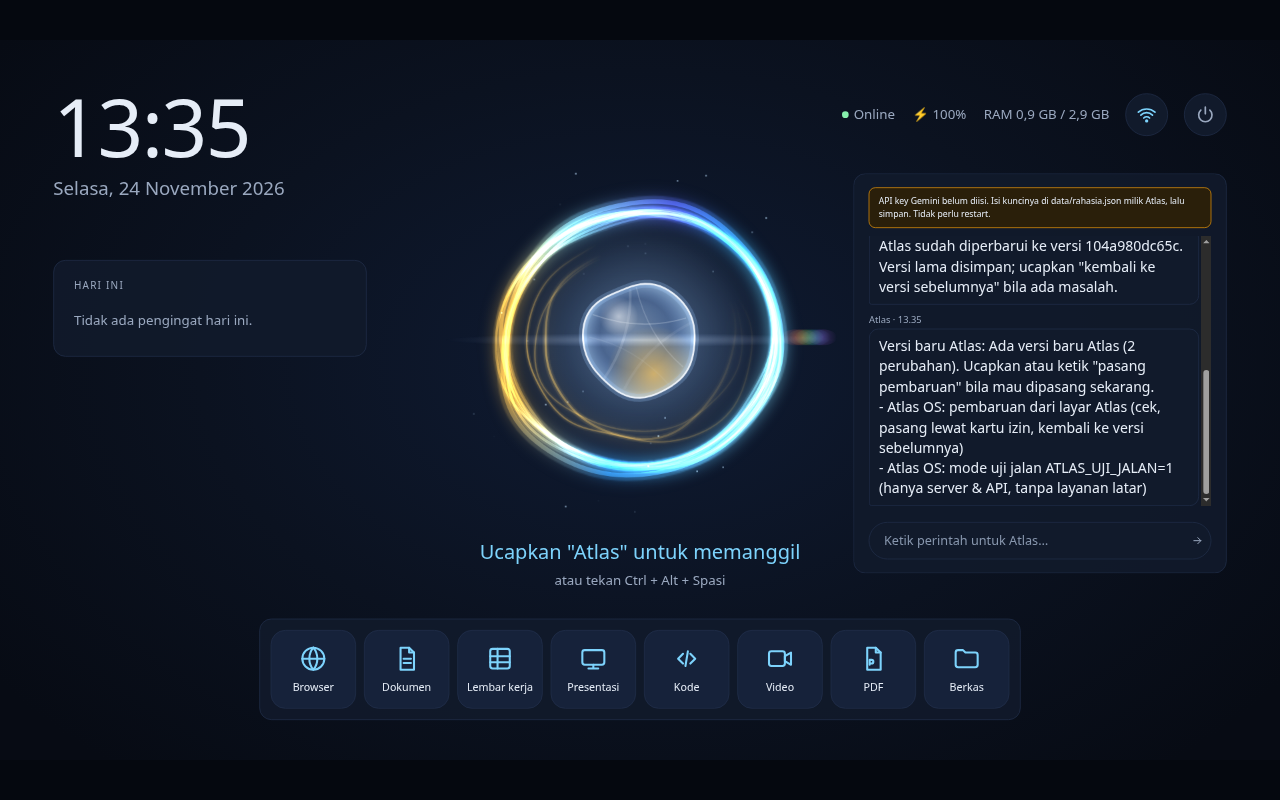 13:35
Selasa, 24 November 2026
Online
⚡ 100%
RAM 0,9 GB / 2,9 GB
HARI INI
Tidak ada pengingat hari ini.
API key Gemini belum diisi. Isi kuncinya di data/rahasia.json milik Atlas, lalu
simpan. Tidak perlu restart.
Atlas sudah diperbarui ke versi 104a980dc65c.
Versi lama disimpan; ucapkan "kembali ke
versi sebelumnya" bila ada masalah.
Atlas · 13.35
Versi baru Atlas: Ada versi baru Atlas (2
perubahan). Ucapkan atau ketik "pasang
pembaruan" bila mau dipasang sekarang.
- Atlas OS: pembaruan dari layar Atlas (cek,
pasang lewat kartu izin, kembali ke versi
sebelumnya)
- Atlas OS: mode uji jalan ATLAS_UJI_JALAN=1
(hanya server & API, tanpa layanan latar)
Ketik perintah untuk Atlas...
Ucapkan "Atlas" untuk memanggil
atau tekan Ctrl + Alt + Spasi
Browser
Dokumen
Lembar kerja
Presentasi
Kode
Video
PDF
Berkas